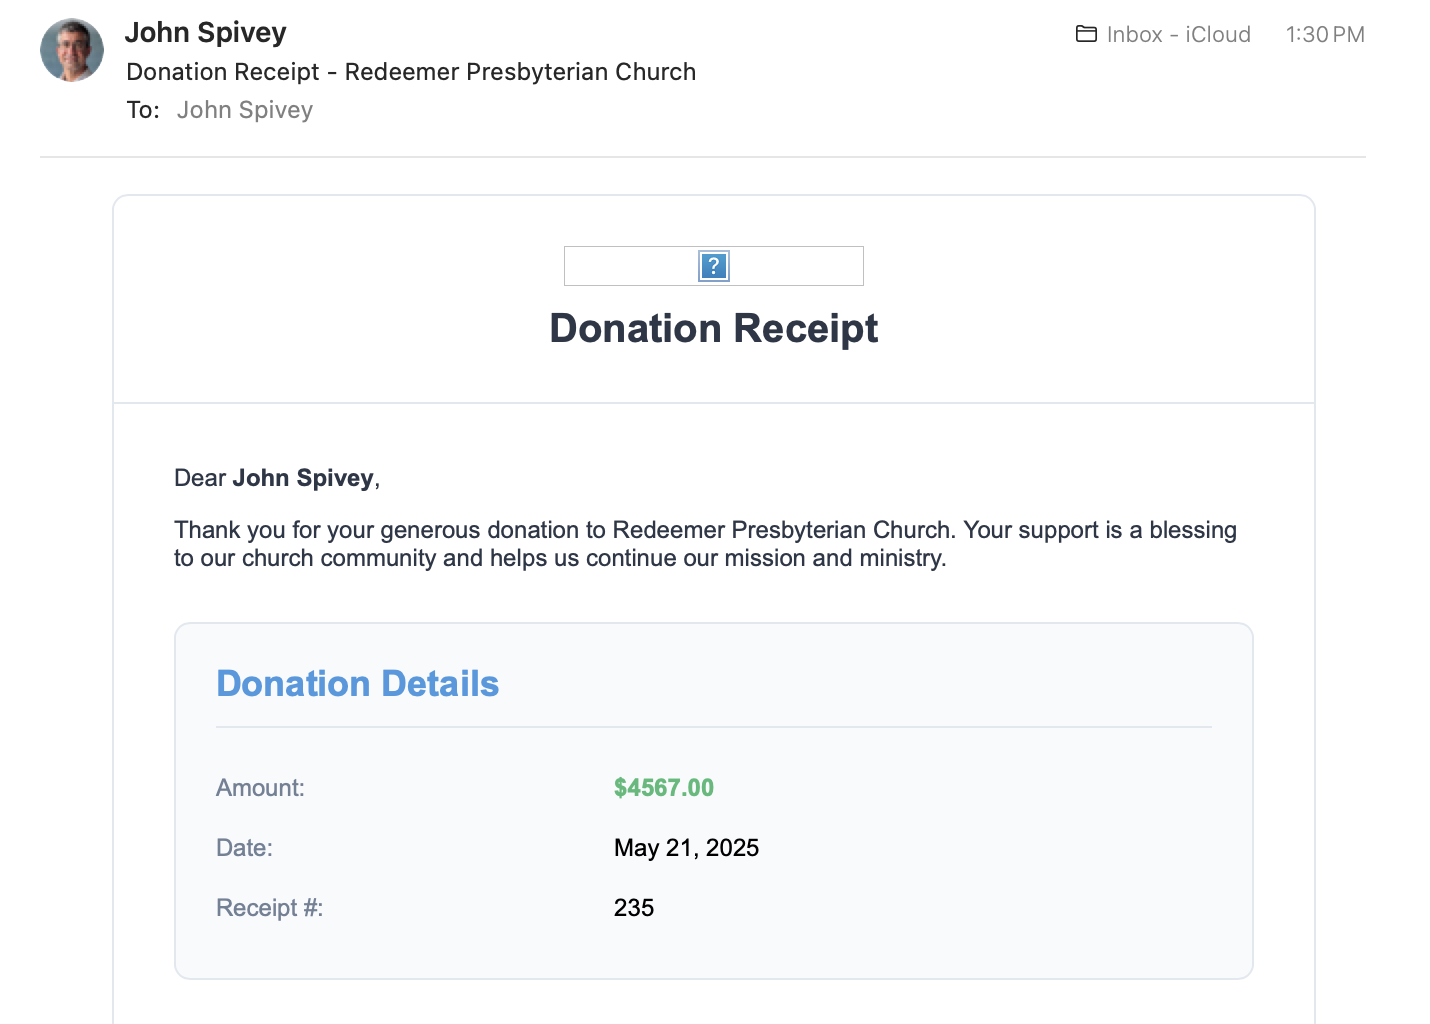 John Spivey
Inbox - iCloud 1:30 PM
Donation Receipt - Redeemer Presbyterian Church
To: John Spivey
?
Donation Receipt
Dear John Spivey,
Thank you for your generous donation to Redeemer Presbyterian Church. Your support is a blessing
to our church community and helps us continue our mission and ministry.
Donation Details
Amount: $4567.00
Date: May 21, 2025
Receipt #: 235